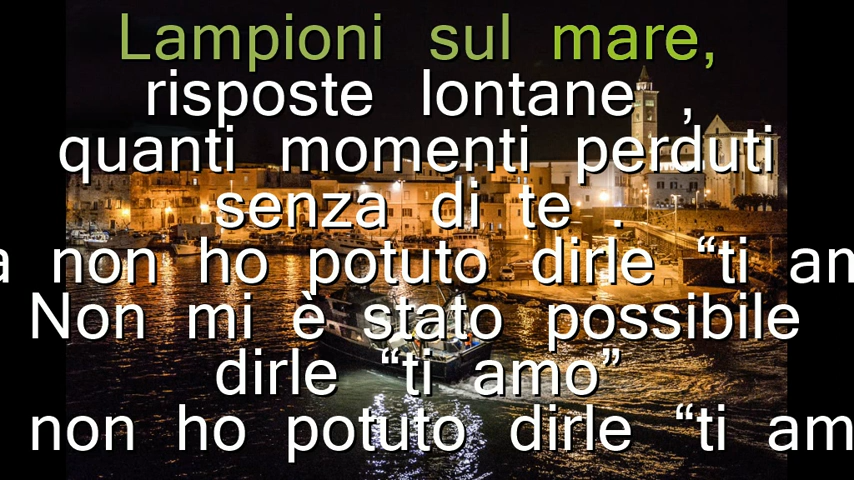 Lampioni sul mare,
risposte lontane ,
quanti momenti perduti
senza di te .
non ho potuto dirle “ti
Non mi è stato possibile
dirle “ti amo”
non ho potuto dirle “ti